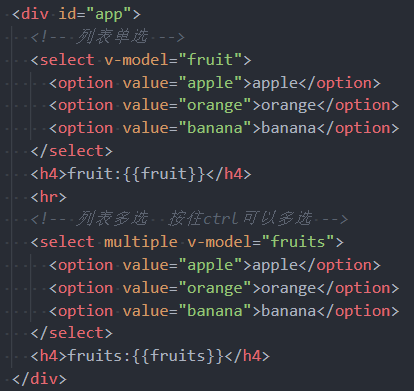 <div id="app">
<!-- 列表单选 -->
<select v-model="fruit">
<option value="apple">apple</option>
<option value="orange">orange</option>
<option value="banana">banana</option>
</select>
<h4>fruit:{{fruit}}</h4>
<hr>
<!-- 列表多选  按住ctrl可以多选 -->
<select multiple v-model="fruits">
<option value="apple">apple</option>
<option value="orange">orange</option>
<option value="banana">banana</option>
</select>
<h4>fruits:{{fruits}}</h4>
</div>